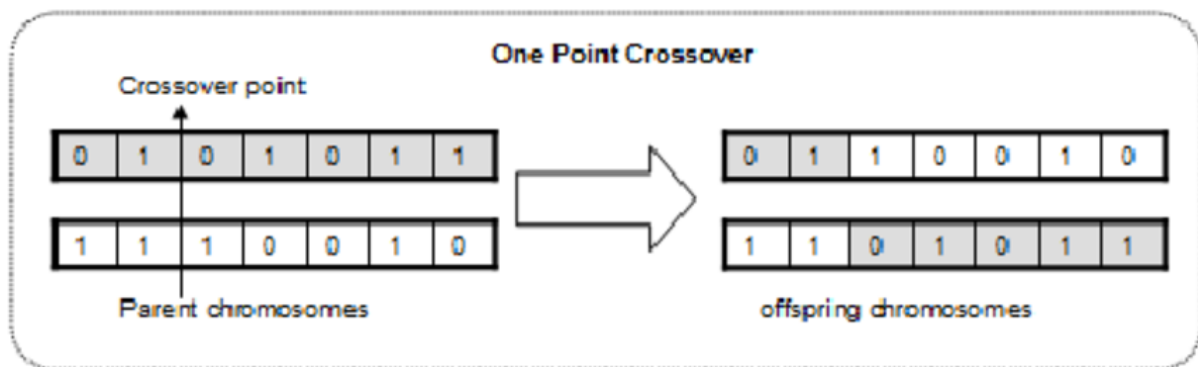 One Point Crossover
Crossover point
0 1 0 1 0 1 1
0 1 1 0 0 1 0
1 1 1 0 0 1 0
1 1 0 1 0 1 1
Parent chromosomes
offspring chromosomes